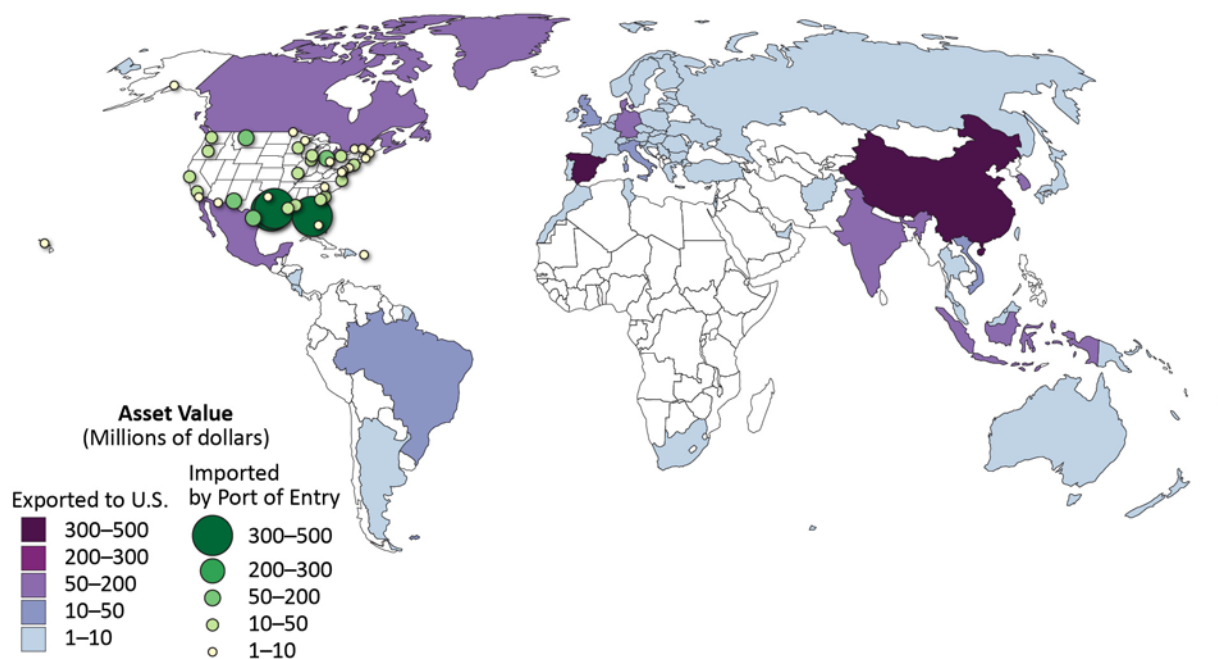 Asset Value
(Millions of dollars)
Imported
by Port of Entry
Exported to U.S.
300–500
200–300
50–200
10–50
1–10
300–500
200–300
50–200
10–50
1–10